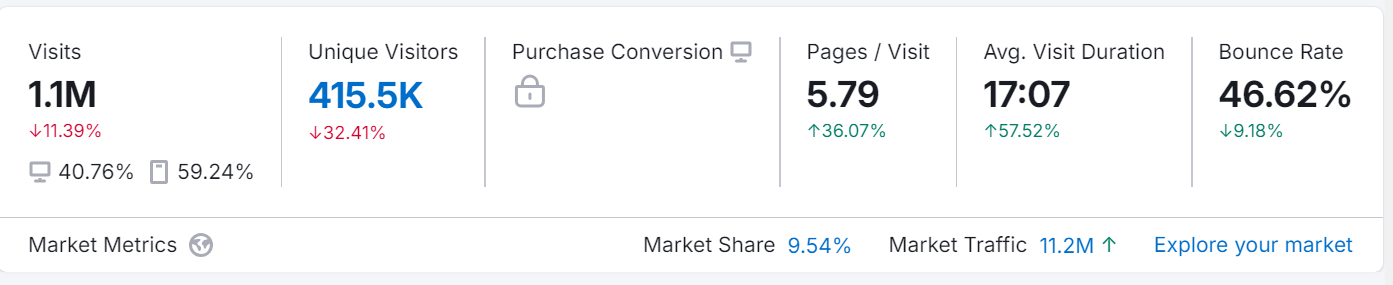 Visits
1.1M
↓11.39%
40.76% 59.24%
Unique Visitors
415.5K
↓32.41%
Purchase Conversion
Pages / Visit
5.79
↑36.07%
Avg. Visit Duration
17:07
↑57.52%
Bounce Rate
46.62%
↓9.18%
Market Metrics
Market Share 9.54%
Market Traffic 11.2M ↑
Explore your market